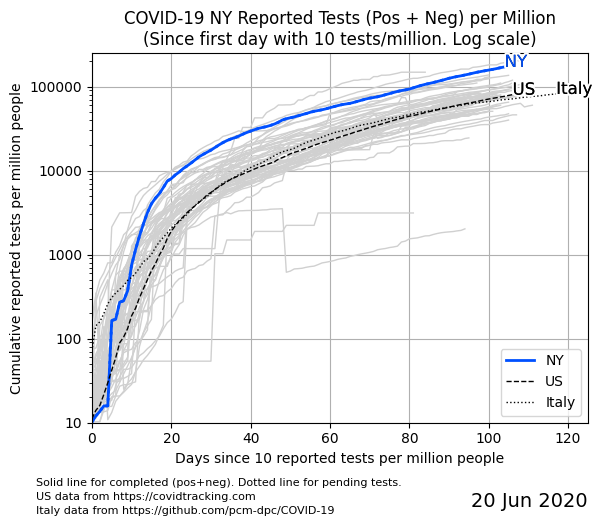 COVID-19 NY Reported Tests (Pos + Neg) per Million
(Since first day with 10 tests/million. Log scale)
NY
US
Italy
100000
10000
1000
100
10
Cumulative reported tests per million people
NY
US
Italy
0
20
40
60
80
100
120
Days since 10 reported tests per million people
Solid line for completed (pos+neg). Dotted line for pending tests.
US data from https://covidtracking.com
Italy data from https://github.com/pcm-dpc/COVID-19
20 Jun 2020